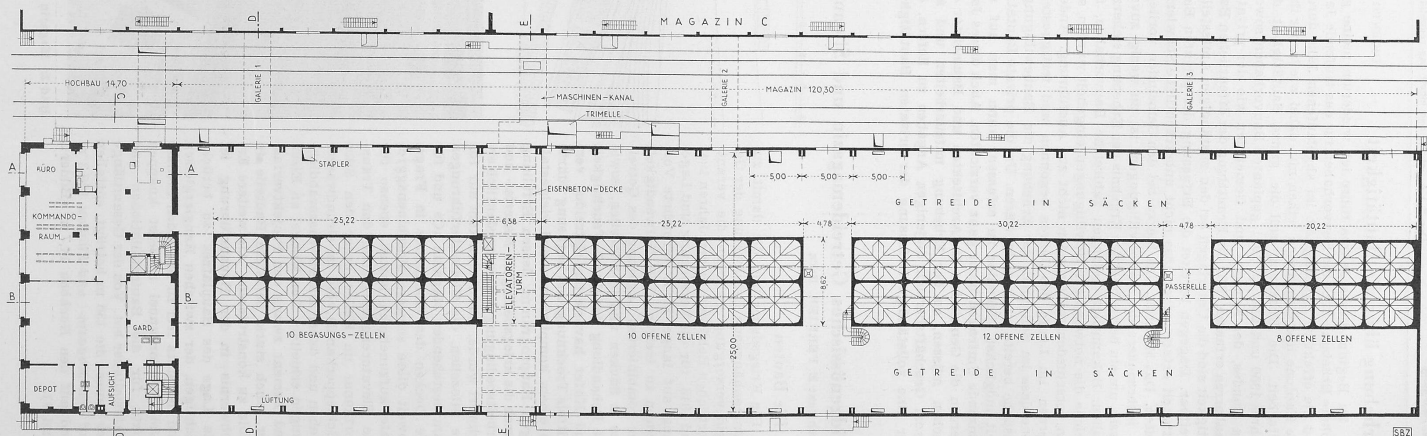 MAGAZIN C
D
E
HOCHBAU 14,70
C
GALERIE 1
MASCHINEN-KANAL
TRIMELLE
GALERIE 2
MAGAZIN 120,30
GALERIE 3
A
BÜRO
A
STAPLER
EISENBETON-DECKE
5,00
5,00
5,00
GETREIDE IN SÄCKEN
KOMMANDO-
RAUM
25,22
6,38
25,22
4,78
30,22
4,78
20,22
ELEVATOREN-
TURM
8,62
PASSERELLE
B
B
GARD.
10 BEGASUNGS-ZELLEN
10 OFFENE ZELLEN
12 OFFENE ZELLEN
8 OFFENE ZELLEN
25,00
GETREIDE IN SÄCKEN
DEPOT
AUFSICHT
LÜFTUNG
D
E
SBZ